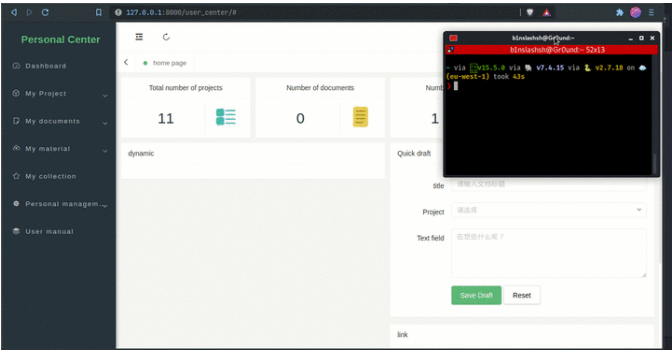 127.0.0.1:8000/user_center/#
Personal Center
Dashboard
My Project
My documents
My material
My collection
Personal managem...
User manual
home page
Total number of projects
11
Number of documents
0
Numb
1
dynamic
Quick draft
title
请输入文档标题
Project
请选择
Text field
在想些什么呢？
Save Draft
Reset
link
b1nslashsh@Gr0und:~
b1nslashsh@Gr0und:~ 52x13
~ via v15.5.0 via v7.4.15 via v2.7.18 on
(eu-west-1) took 43s